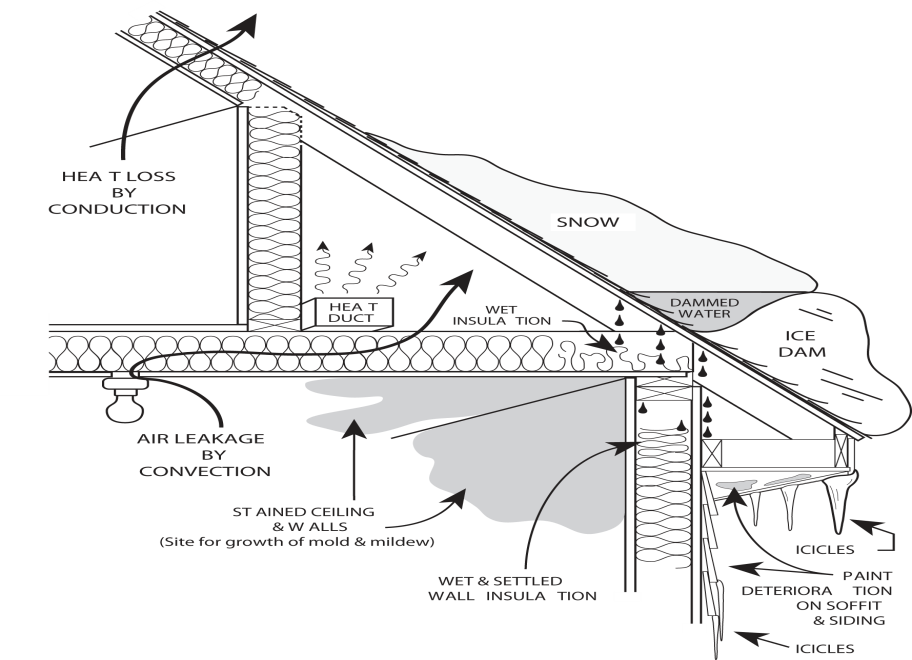 HEA T LOSS
BY
CONDUCTION
SNOW
HEA T
DUCT
WET
INSULA TION
DAMMED
WATER
ICE
DAM
AIR LEAKAGE
BY
CONVECTION
ST AINED CEILING
& W ALLS
(Site for growth of mold & mildew)
WET & SETTLED
WALL INSULA TION
ICICLES
PAINT
DETERIORA TION
ON SOFFIT
& SIDING
ICICLES